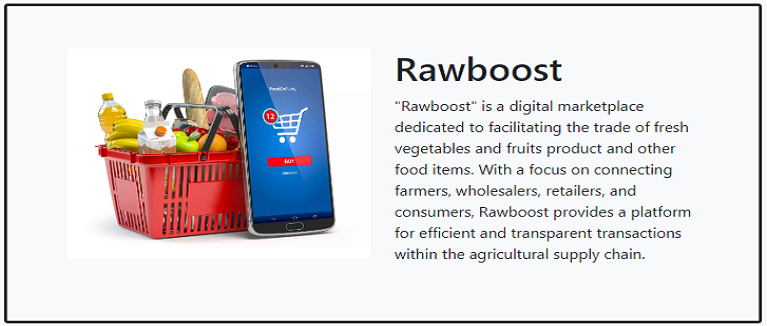 Rawboost
"Rawboost" is a digital marketplace
dedicated to facilitating the trade of fresh
vegetables and fruits product and other
food items. With a focus on connecting
farmers, wholesalers, retailers, and
consumers, Rawboost provides a platform
for efficient and transparent transactions
within the agricultural supply chain.
12
BUY